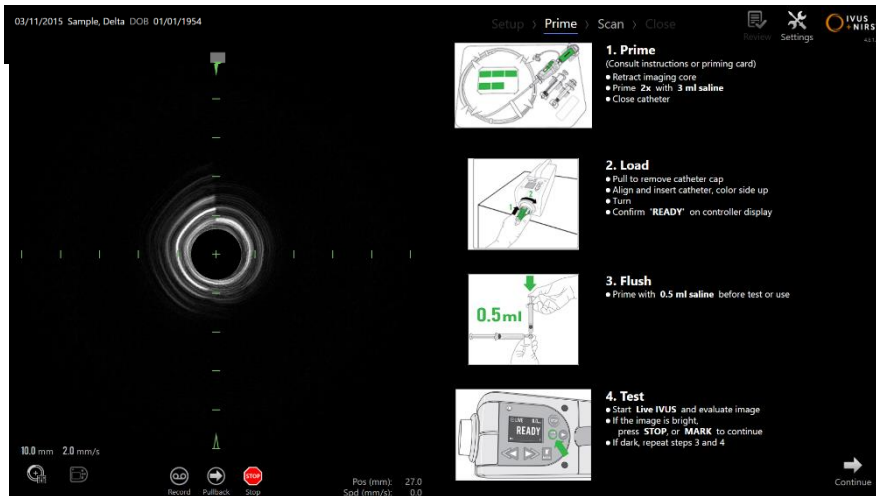 03/11/2015 Sample, Delta DOB 01/01/1954
Setup > Prime > Scan > Close
Review
Settings
IVUS
+NIRS
1. Prime
(Consult instructions or priming card)
• Retract imaging core
• Prime 2x with 3 ml saline
• Close catheter
2. Load
• Pull to remove catheter cap
• Align and insert catheter, color side up
• Turn
• Confirm 'READY' on controller display
1
2
3. Flush
• Prime with 0.5 ml saline before test or use
0.5ml
4. Test
• Start Live IVUS and evaluate image
• If the image is bright,
press STOP, or MARK to continue
• If dark, repeat steps 3 and 4
LIVE 0.0
READY
10.0 mm 2.0 mm/s
Record
Pullback
STOP
Stop
Pos (mm): 27.0
Spd (mm/s): 0.0
Continue